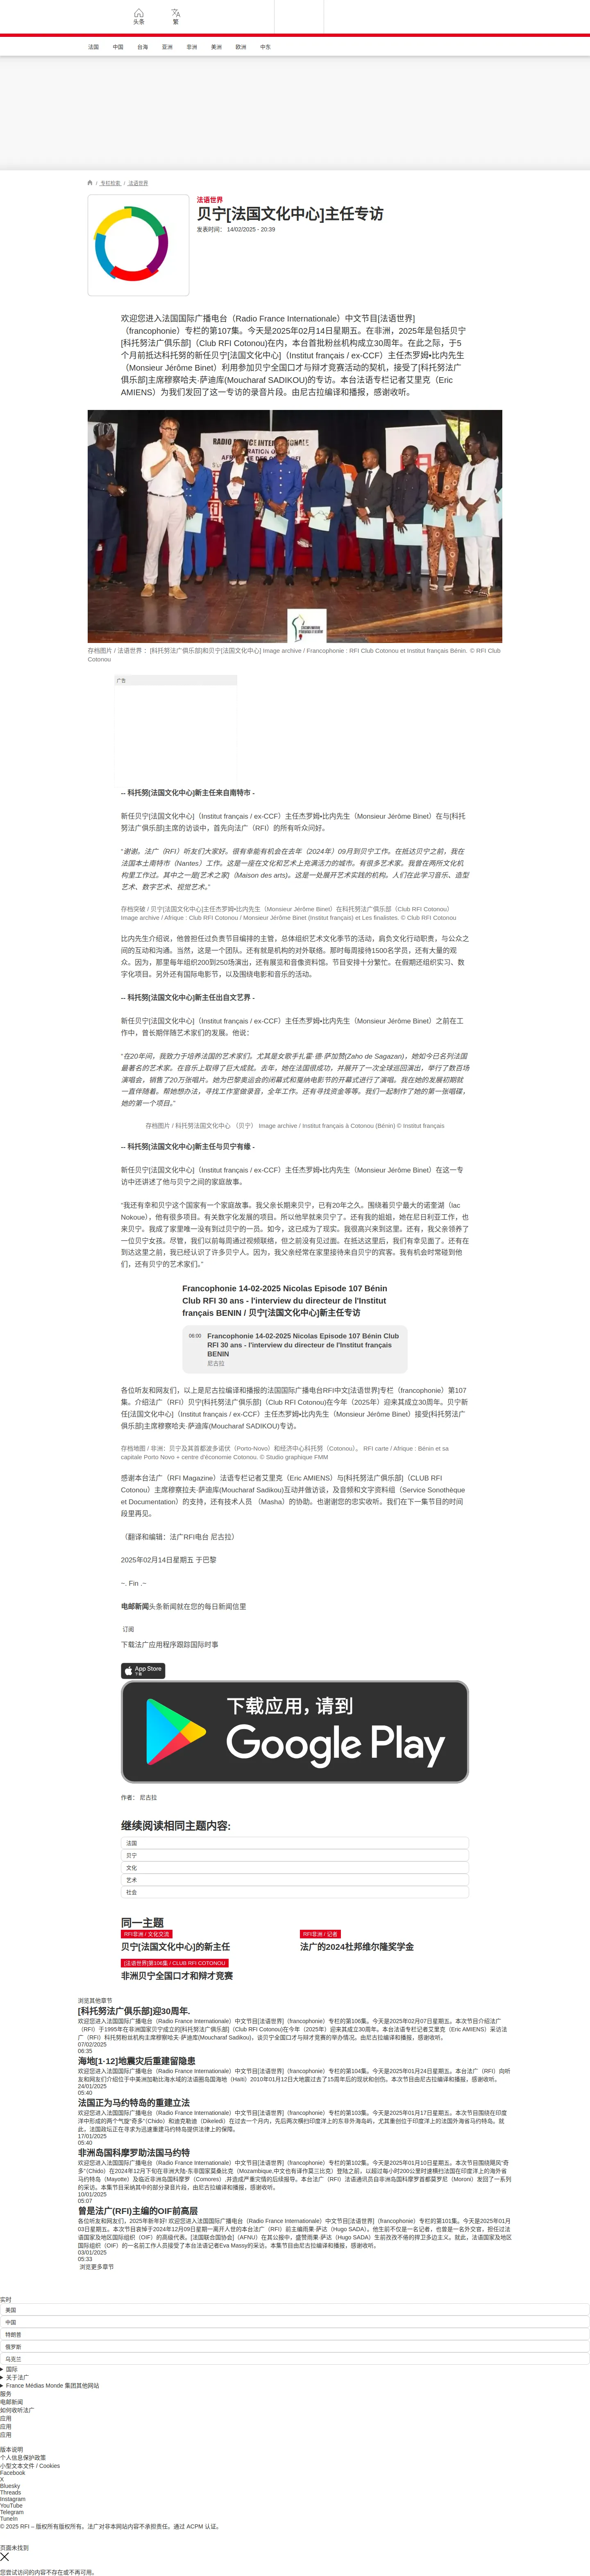 头条
繁
法国 中国 台海 亚洲 非洲 美洲 欧洲 中东
/ 专栏检索 / 法语世界
法语世界
贝宁[法国文化中心]主任专访
发表时间： 14/02/2025 - 20:39
欢迎您进入法国国际广播电台（Radio France Internationale）中文节目[法语世界]
（francophonie）专栏的第107集。今天是2025年02月14日星期五。在非洲，2025年是包括贝宁
[科托努法广俱乐部]（Club RFI Cotonou)在内，本台首批粉丝机构成立30周年。在此之际，于5
个月前抵达科托努的新任贝宁[法国文化中心]（Institut français / ex-CCF）主任杰罗姆•比内先生
（Monsieur Jérôme Binet）利用参加贝宁全国口才与辩才竞赛活动的契机，接受了[科托努法广
俱乐部]主席穆察哈夫·萨迪库(Moucharaf SADIKOU)的专访。本台法语专栏记者艾里克（Eric
AMIENS）为我们发回了这一专访的录音片段。由尼古拉编译和播报，感谢收听。
存档图片 / 法语世界 ：[科托努法广俱乐部]和贝宁[法国文化中心] Image archive / Francophonie : RFI Club Cotonou et Institut français Bénin. © RFI Club
Cotonou
广告
-- 科托努[法国文化中心]新主任来自南特市 -
新任贝宁[法国文化中心]（Institut français / ex-CCF）主任杰罗姆•比内先生（Monsieur Jérôme Binet）在与[科托
努法广俱乐部]主席的访谈中，首先向法广（RFI）的所有听众问好。
“谢谢。法广（RFI）听友们大家好。很有幸能有机会在去年（2024年）09月到贝宁工作。在抵达贝宁之前，我在
法国本土南特市（Nantes）工作。这是一座在文化和艺术上充满活力的城市。有很多艺术家。我曾在两所文化机
构里工作过。其中之一是[艺术之家]（Maison des arts)。这是一处展开艺术实践的机构。人们在此学习音乐、造型
艺术、数字艺术、视觉艺术。”
存档突破 / 贝宁[法国文化中心]主任杰罗姆•比内先生（Monsieur Jérôme Binet）在科托努法广俱乐部（Club RFI Cotonou）
Image archive / Afrique : Club RFI Cotonou / Monsieur Jérôme Binet (Institut français) et Les finalistes. © Club RFI Cotonou
比内先生介绍说，他曾担任过负责节目编排的主管，总体组织艺术文化季节的活动，肩负文化行动职责，与公众之
间的互动和沟通。当然，这是一个团队。还有就是机构的对外联络。那时每周接待1500名学员，还有大量的观
众。因为，那里每年组织200到250场演出，还有展览和音像资料馆。节目安排十分繁忙。在假期还组织实习、数
字化项目。另外还有国际电影节，以及围绕电影和音乐的活动。
-- 科托努[法国文化中心]新主任出自文艺界 -
新任贝宁[法国文化中心]（Institut français / ex-CCF）主任杰罗姆•比内先生（Monsieur Jérôme Binet）之前在工
作中，曾长期伴随艺术家们的发展。他说：
“在20年间，我致力于培养法国的艺术家们。尤其是女歌手扎霍·德·萨加赞(Zaho de Sagazan)，她如今已名列法国
最著名的艺术家。在音乐上取得了巨大成就。去年，她在法国很成功，并展开了一次全球巡回演出，举行了数百场
演唱会，销售了20万张唱片。她为巴黎奥运会的闭幕式和戛纳电影节的开幕式进行了演唱。我在她的发展初期就
一直伴随着。帮她想办法，寻找工作室做录音，全年工作。还有寻找资金等等。我们一起制作了她的第一张唱碟，
她的第一个项目。”
存档图片 / 科托努法国文化中心 （贝宁） Image archive / Institut français à Cotonou (Bénin) © Institut français
-- 科托努[法国文化中心]新主任与贝宁有缘 -
新任贝宁[法国文化中心]（Institut français / ex-CCF）主任杰罗姆•比内先生（Monsieur Jérôme Binet）在这一专
访中还讲述了他与贝宁之间的家庭故事。
“我还有幸和贝宁这个国家有一个家庭故事。我父亲长期来贝宁，已有20年之久。围绕着贝宁最大的诺奎湖（lac
Nokoue），他有很多项目。有关数字化发展的项目。所以他早就来贝宁了。还有我的姐姐，她在尼日利亚工作，也
来贝宁。我成了家里唯一没有到过贝宁的一员。如今，这已成为了现实。我很高兴来到这里。还有，我父亲领养了
一位贝宁女孩。尽管，我们以前每周通过视频联络，但之前没有见过面。在抵达这里后，我们有幸见面了。还有在
到达这里之前，我已经认识了许多贝宁人。因为，我父亲经常在家里接待来自贝宁的宾客。我有机会时常碰到他
们，还有贝宁的艺术家们。”
Francophonie 14-02-2025 Nicolas Episode 107 Bénin
Club RFI 30 ans - l'interview du directeur de l'Institut
français BENIN / 贝宁[法国文化中心]新主任专访
06:00
Francophonie 14-02-2025 Nicolas Episode 107 Bénin Club
RFI 30 ans - l'interview du directeur de l'Institut français
BENIN
尼古拉
各位听友和网友们，以上是尼古拉编译和播报的法国国际广播电台RFI中文[法语世界]专栏（francophonie）第107
集。介绍法广（RFI）贝宁[科托努法广俱乐部]（Club RFI Cotonou)在今年（2025年）迎来其成立30周年。贝宁新
任[法国文化中心]（Institut français / ex-CCF）主任杰罗姆•比内先生（Monsieur Jérôme Binet）接受[科托努法广
俱乐部]主席穆察哈夫·萨迪库(Moucharaf SADIKOU)专访。
存档地图 / 非洲：贝宁及其首都波多诺伏（Porto-Novo）和经济中心科托努（Cotonou)。 RFI carte / Afrique : Bénin et sa
capitale Porto Novo + centre d'économie Cotonou. © Studio graphique FMM
感谢本台法广（RFI Magazine）法语专栏记者艾里克（Eric AMIENS）与[科托努法广俱乐部]（CLUB RFI
Cotonou）主席穆察拉夫·萨迪库(Moucharaf Sadikou)互动并做访谈，及音频和文字资料组（Service Sonothèque
et Documentation）的支持，还有技术人员 （Masha）的协助。也谢谢您的忠实收听。我们在下一集节目的时间
段里再见。
（翻译和编辑：法广RFI电台 尼古拉）
2025年02月14日星期五 于巴黎
~. Fin .~
电邮新闻头条新闻就在您的每日新闻信里
订阅
下载法广应用程序跟踪国际时事
App Store
下载
下载应用，请到
Google Play
作者： 尼古拉
继续阅读相同主题内容:
法国
贝宁
文化
艺术
社会
同一主题
RFI非洲 / 文化交流
贝宁[法国文化中心]的新主任
RFI非洲 / 记者
法广的2024杜邦维尔隆奖学金
[法语世界]第106集 / CLUB RFI COTONOU
非洲贝宁全国口才和辩才竞赛
浏览其他章节
[科托努法广俱乐部]迎30周年.
欢迎您进入法国国际广播电台（Radio France Internationale）中文节目[法语世界]（francophonie）专栏的第106集。今天是2025年02月07日星期五。本次节目介绍法广
（RFI）于1995年在非洲国家贝宁成立的[科托努法广俱乐部]（Club RFI Cotonou)在今年（2025年）迎来其成立30周年。本台法语专栏记者艾里克（Eric AMIENS）采访法
广（RFI）科托努粉丝机构主席穆察哈夫·萨迪库(Moucharaf Sadikou)，谈贝宁全国口才与辩才竞赛的举办情况。由尼古拉编译和播报，感谢收听。
07/02/2025
06:35
海地[1·12]地震灾后重建留隐患
欢迎您进入法国国际广播电台（Radio France Internationale）中文节目[法语世界]（francophonie）专栏的第104集。今天是2025年01月24日星期五。本台法广（RFI）向听
友和网友们介绍位于中美洲加勒比海水域的法语圈岛国海地（Haïti）2010年01月12日大地震过去了15周年后的现状和创伤。本次节目由尼古拉编译和播报，感谢收听。
24/01/2025
05:40
法国正为马约特岛的重建立法
欢迎您进入法国国际广播电台（Radio France Internationale）中文节目[法语世界]（francophonie）专栏的第103集。今天是2025年01月17日星期五。本次节目围绕在印度
洋中形成的两个气旋“奇多”（Chido）和迪克勒迪（Dikeledi）在过去一个月内，先后两次横扫印度洋上的东非外海岛屿，尤其重创位于印度洋上的法国外海省马约特岛。就
此，法国政坛正在寻求为迅速重建马约特岛提供法律上的保障。
17/01/2025
05:40
非洲岛国科摩罗助法国马约特
欢迎您进入法国国际广播电台（Radio France Internationale）中文节目[法语世界]（francophonie）专栏的第102集。今天是2025年01月10日星期五。本次节目围绕飓风“奇
多”（Chido）在2024年12月下旬在非洲大陆-东非国家莫桑比克（Mozambique,中文也有译作莫三比克）登陆之前，以超过每小时200公里时速横扫法国在印度洋上的海外省
马约特岛（Mayotte）及临近非洲岛国科摩罗（Comores）,并造成严重灾情的后续报导。本台法广（RFI）法语通讯员自非洲岛国科摩罗首都莫罗尼（Moroni）发回了一系列
的采访。本集节目采纳其中的部分录音片段，由尼古拉编译和播报，感谢收听。
10/01/2025
05:07
曾是法广(RFI)主编的OIF前高层
各位听友和网友们，2025年新年好! 欢迎您进入法国国际广播电台（Radio France Internationale）中文节目[法语世界]（francophonie）专栏的第101集。今天是2025年01月
03日星期五。本次节目哀悼于2024年12月09日星期一离开人世的本台法广（RFI）前主编雨果·萨达（Hugo SADA）。他生前不仅是一名记者，也曾是一名外交官，担任过法
语国家及地区国际组织（OIF）的高级代表。[法国联合国协会]（AFNU）在其公报中，盛赞雨果·萨达（Hugo SADA）生前孜孜不倦的捍卫多边主义。就此，法语国家及地区
国际组织（OIF）的一名前工作人员接受了本台法语记者Eva Massy的采访。本集节目由尼古拉编译和播报，感谢收听。
03/01/2025
05:33
浏览更多章节
实时
美国
中国
特朗普
俄罗斯
乌克兰
国际
关于法广
France Médias Monde 集团其他网站
服务
电邮新闻
如何收听法广
应用
应用
应用
版本说明
个人信息保护政策
小型文本文件 / Cookies
Facebook
X
Bluesky
Threads
Instagram
YouTube
Telegram
TuneIn
© 2025 RFI – 版权所有版权所有。法广对非本网站内容不承担责任。通过 ACPM 认证。
页面未找到
您尝试访问的内容不存在或不再可用。